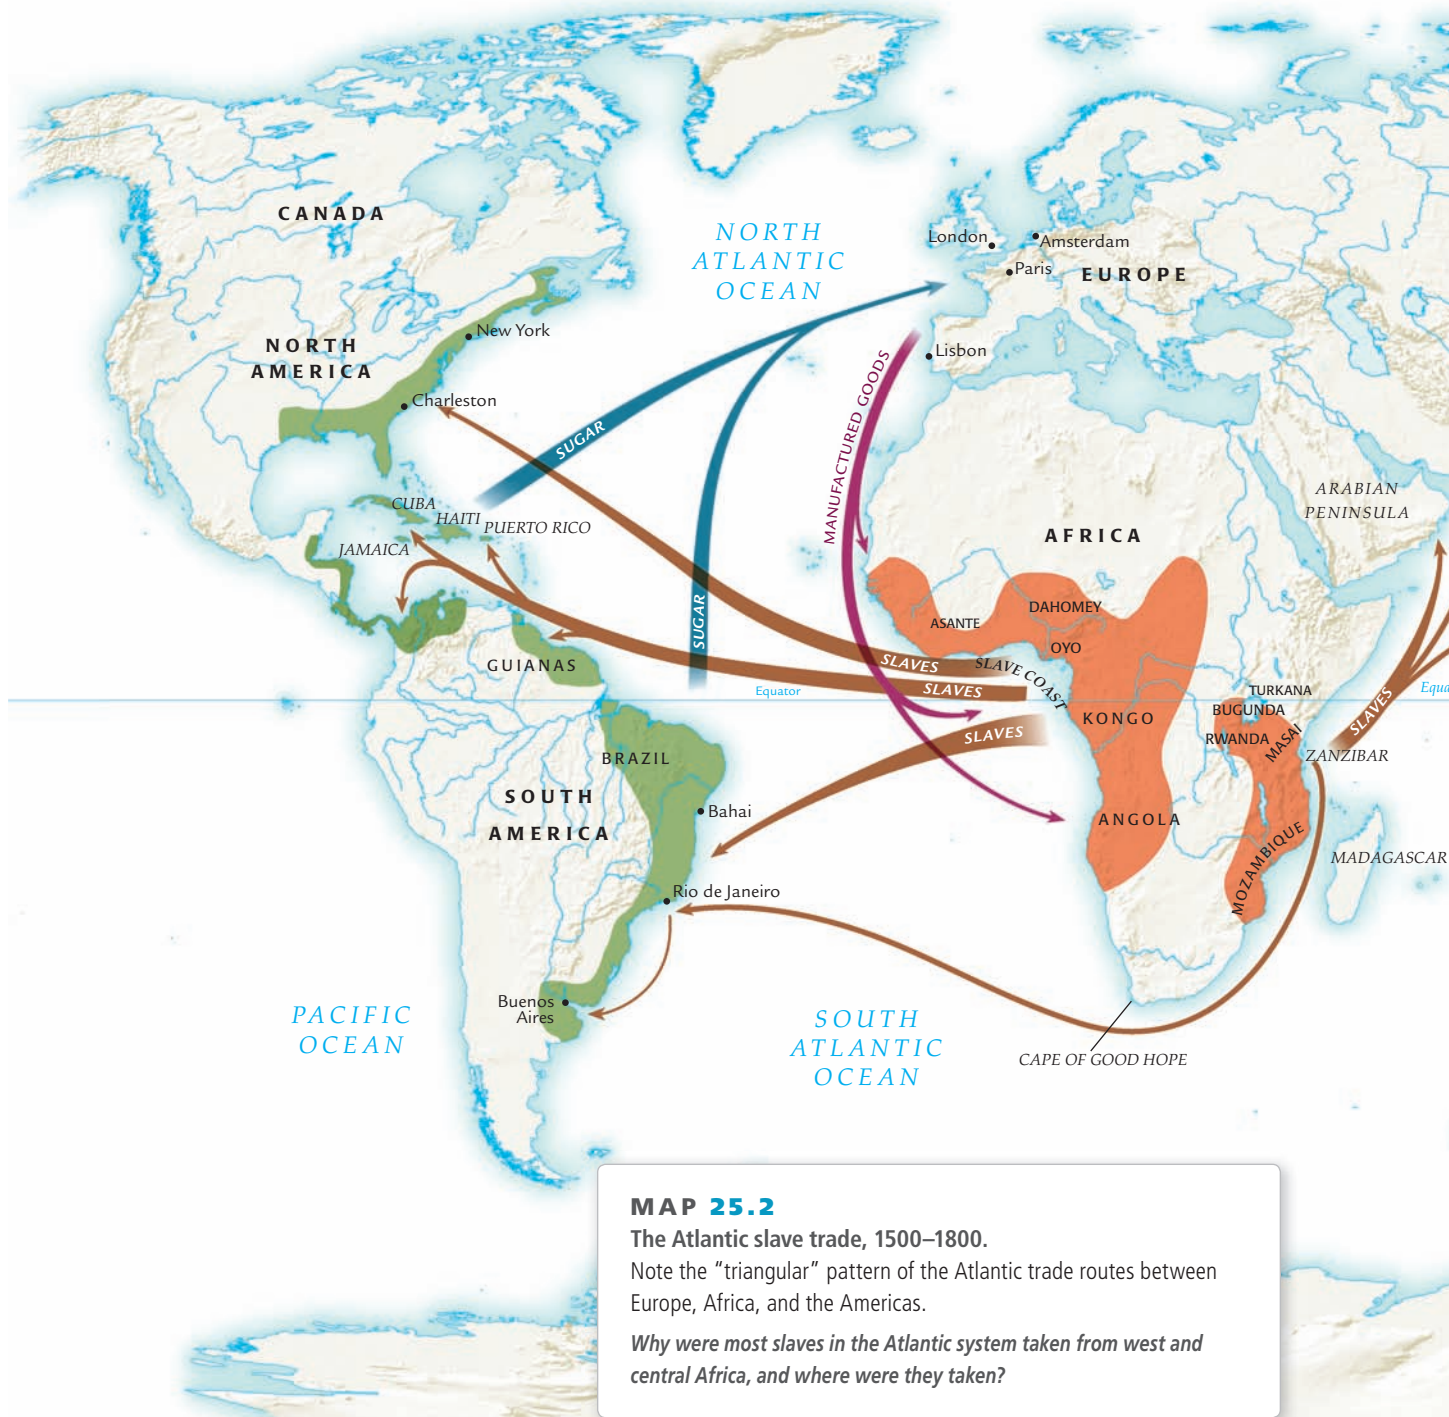 CANADA
NORTH
ATLANTIC
OCEAN
London
Amsterdam
Paris
EUROPE
NORTH
AMERICA
New York
Lisbon
Charleston
SUGAR
MANUFACTURED GOODS
ARABIAN
PENINSULA
CUBA
HAITI
PUERTO RICO
JAMAICA
AFRICA
SUGAR
ASANTE
DAHOMEY
OYO
SLAVES
SLAVE COAST
GUIANAS
SLAVES
Equator
Equa
TURKANA
BUGUNDA
KONGO
SLAVES
RWANDA
MASAI
SLAVES
ZANZIBAR
BRAZIL
SOUTH
AMERICA
Bahai
ANGOLA
MOZAMBIQUE
MADAGASCAR
Rio de Janeiro
Buenos
Aires
PACIFIC
OCEAN
SOUTH
ATLANTIC
OCEAN
CAPE OF GOOD HOPE
MAP 25.2
The Atlantic slave trade, 1500–1800.
Note the “triangular” pattern of the Atlantic trade routes between
Europe, Africa, and the Americas.
Why were most slaves in the Atlantic system taken from west and
central Africa, and where were they taken?